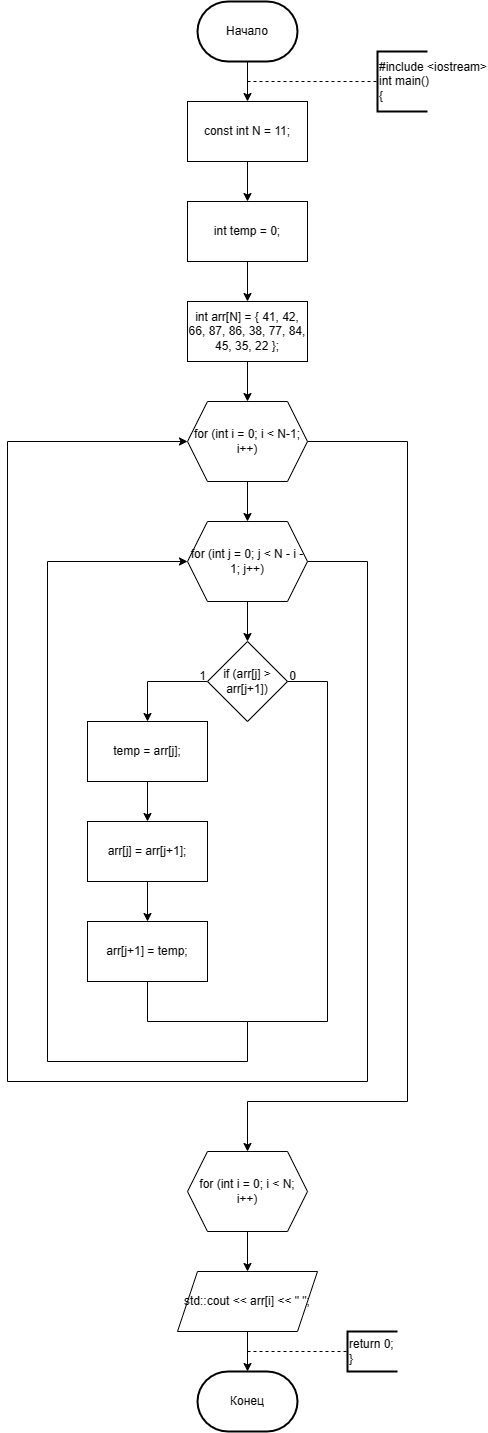 Начало
#include <iostream>
int main()
{
const int N = 11;
int temp = 0;
int arr[N] = { 41, 42,
66, 87, 86, 38, 77, 84,
45, 35, 22 };
for (int i = 0; i < N-1;
i++)
for (int j = 0; j < N - i -
1; j++)
if (arr[j] >
arr[j+1])
1
0
temp = arr[j];
arr[j] = arr[j+1];
arr[j+1] = temp;
for (int i = 0; i < N;
i++)
std::cout << arr[i] << " ";
return 0;
}
Конец